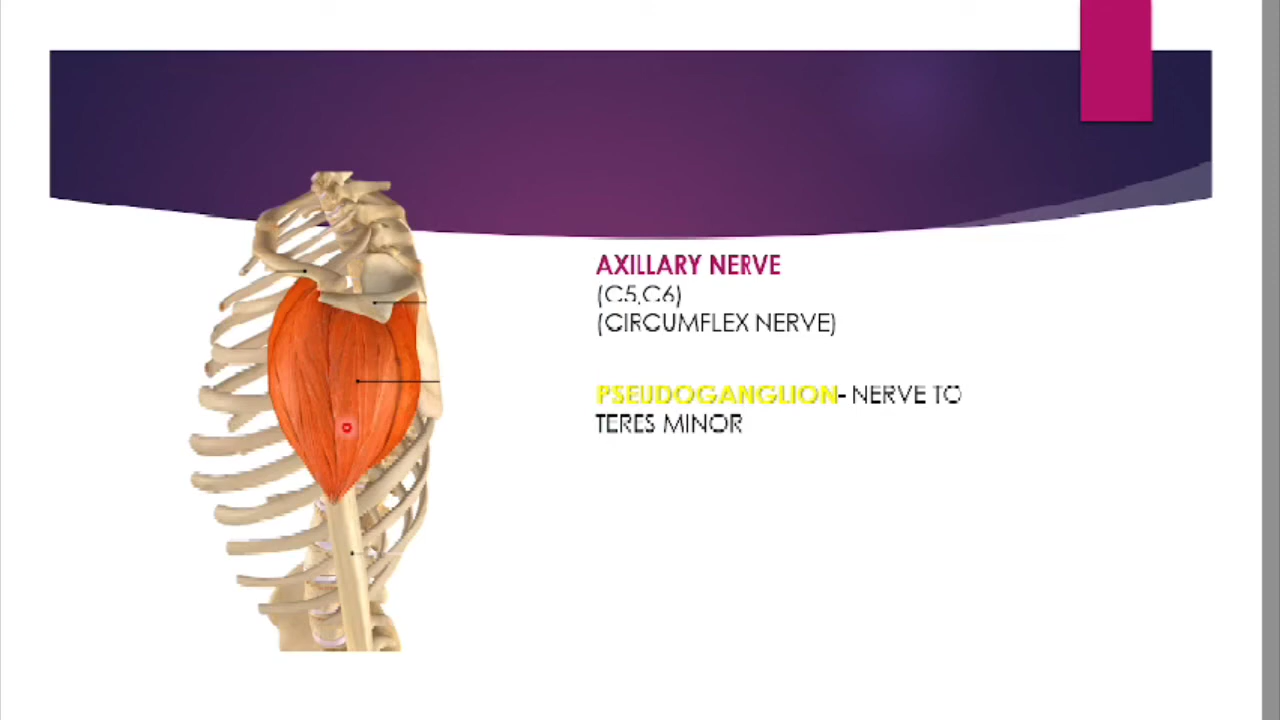 AXILLARY NERVE
(C5,C6)
(CIRCUMFLEX NERVE)
PSEUDOGANGLION- NERVE TO
TERES MINOR